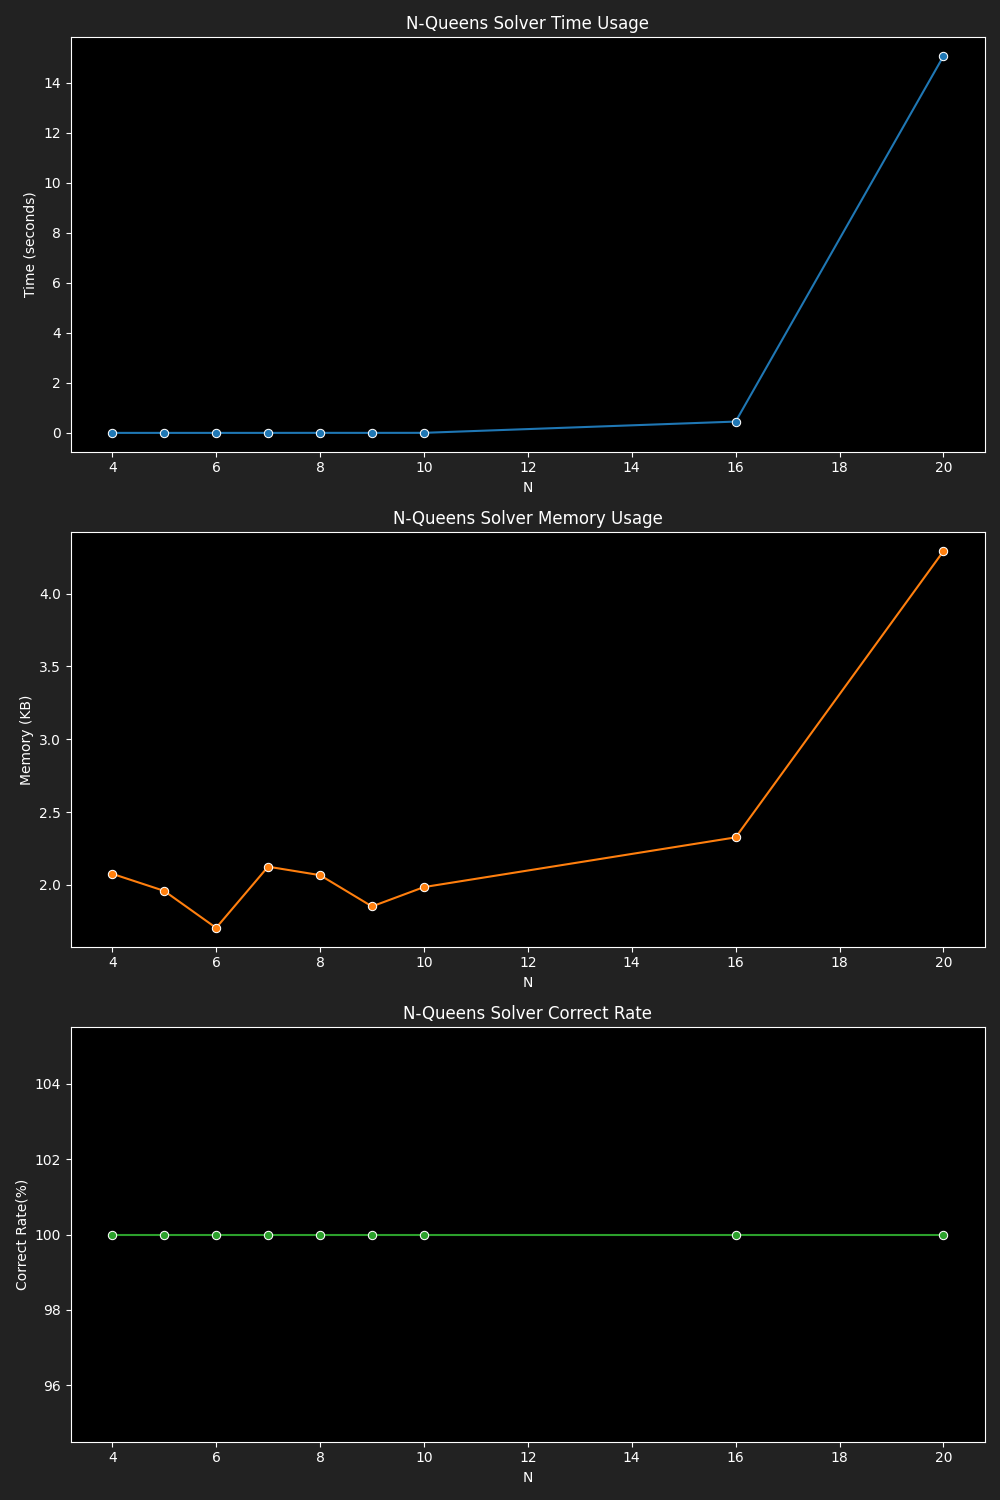 N-Queens Solver Time Usage
14
12
10
8
6
4
2
0
Time (seconds)
4 6 8 10 12 14 16 18 20
N
N-Queens Solver Memory Usage
4.0
3.5
3.0
2.5
2.0
Memory (KB)
4 6 8 10 12 14 16 18 20
N
N-Queens Solver Correct Rate
104
102
100
98
96
Correct Rate(%)
4 6 8 10 12 14 16 18 20
N